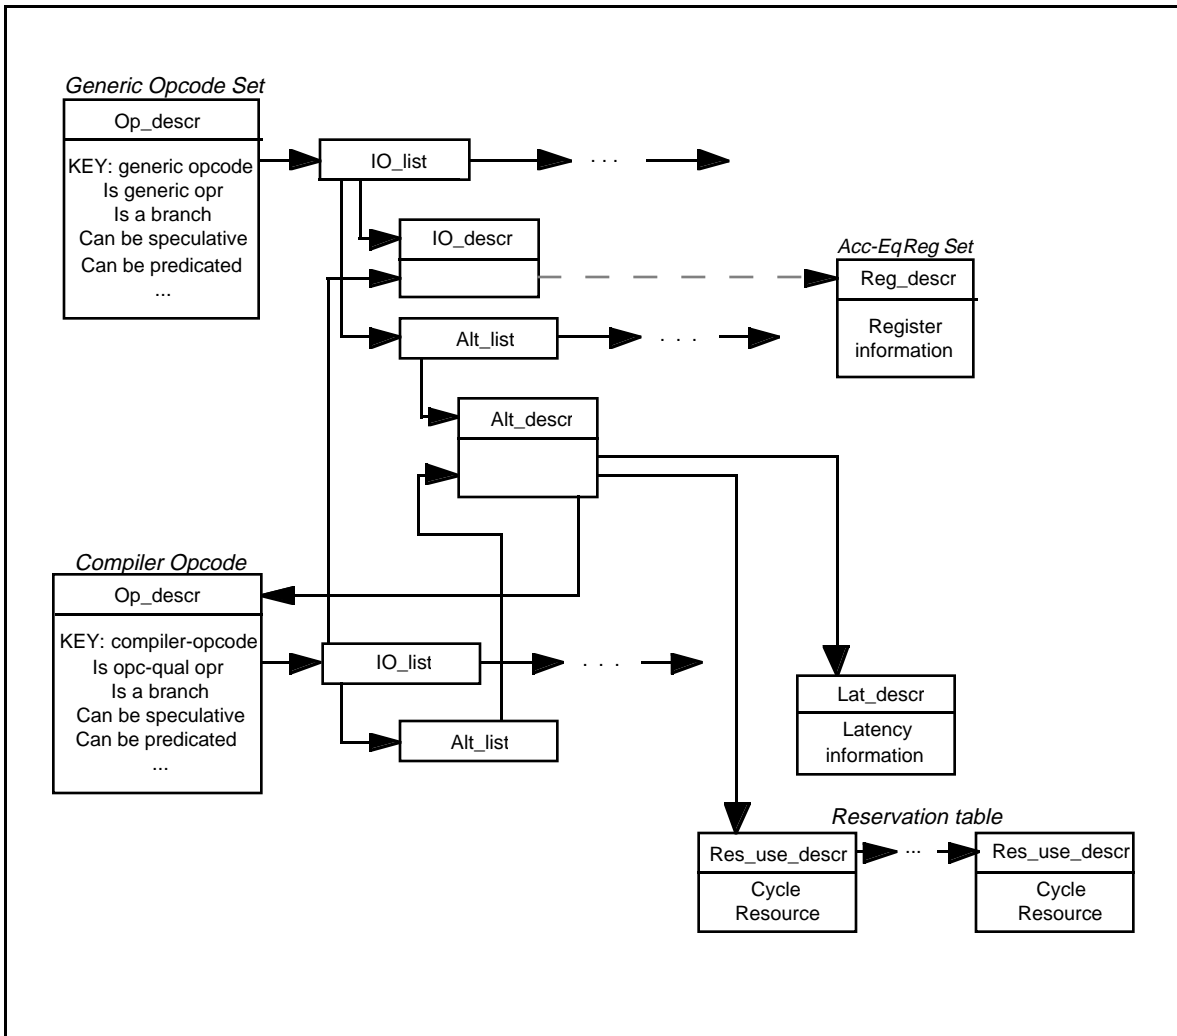 Generic Opcode Set
Op_descr
KEY: generic opcode
Is generic opr
Is a branch
Can be speculative
Can be predicated
...
IO_list
. . .
IO_descr
Acc-EqReg Set
Reg_descr
Register
information
Alt_list
. . .
Alt_descr
Compiler Opcode
Op_descr
KEY: compiler-opcode
Is opc-qual opr
Is a branch
Can be speculative
Can be predicated
...
IO_list
. . .
Alt_list
Lat_descr
Latency
information
Reservation table
Res_use_descr
Cycle
Resource
...
Res_use_descr
Cycle
Resource